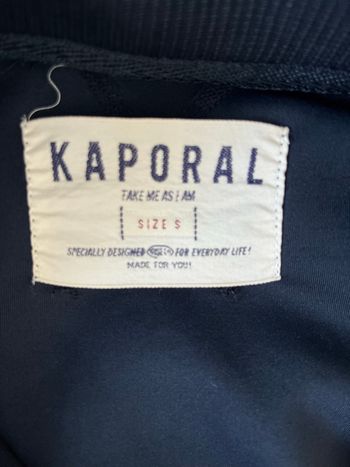 KAPORAL
TAKE ME AS I AM
SIZE S
SPECIALLY DESIGNED FOR EVERYDAY LIFE!
MADE FOR YOU!